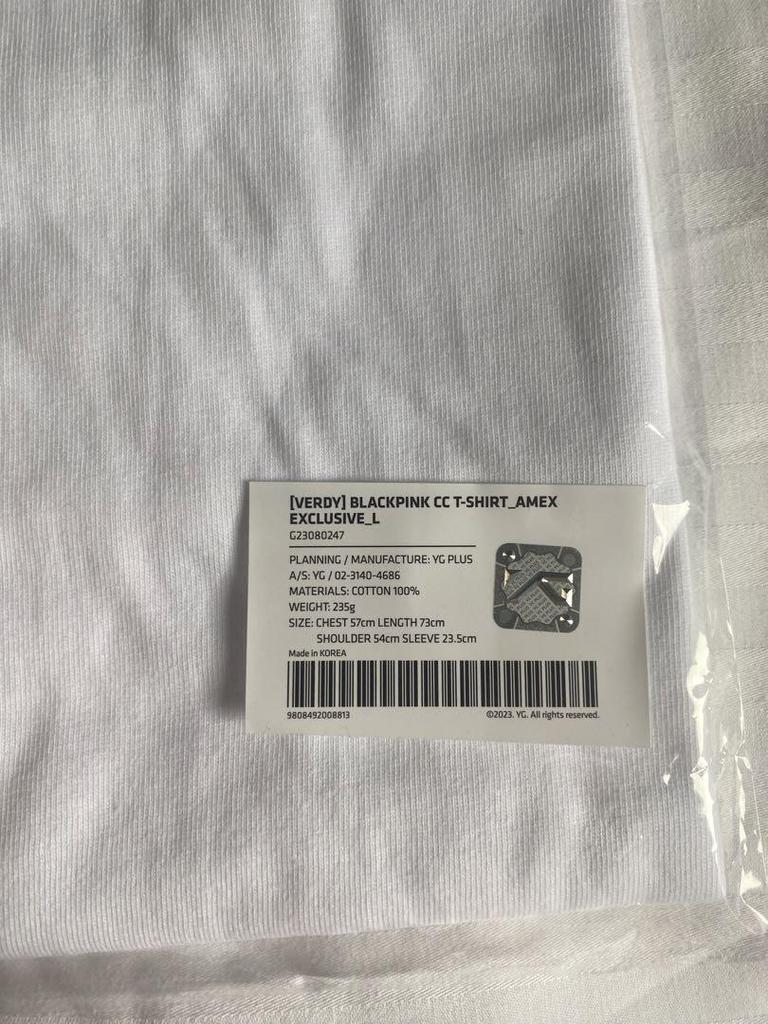 [VERDY] BLACKPINK CC T-SHIRT_AMEX
EXCLUSIVE_L
G23080247
PLANNING / MANUFACTURE: YG PLUS
A/S: YG / 02-3140-4686
MATERIALS: COTTON 100%
WEIGHT: 235g
SIZE: CHEST 57cm LENGTH 73cm
SHOULDER 54cm SLEEVE 23.5cm
Made in KOREA
9808492008813 ©2023. YG. All rights reserved.